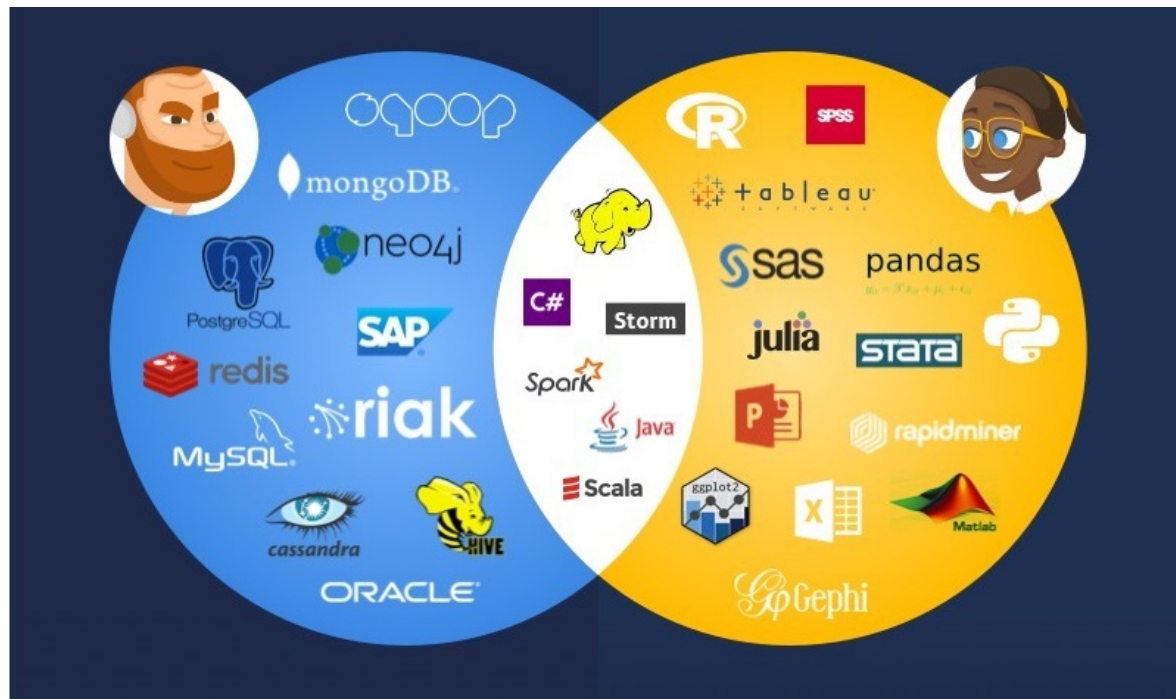 sqoop
mongoDB®
neo4j
PostgreSQL
SAP®
redis
riak
MySQL®
cassandra
HIVE
ORACLE®
C#
Storm
Spark
Java
Scala
R
SPSS
+ableau
SOFTWARE
sas
pandas
julia
STATA
P
rapidminer
ggplot2
X
Matlab
Gephi